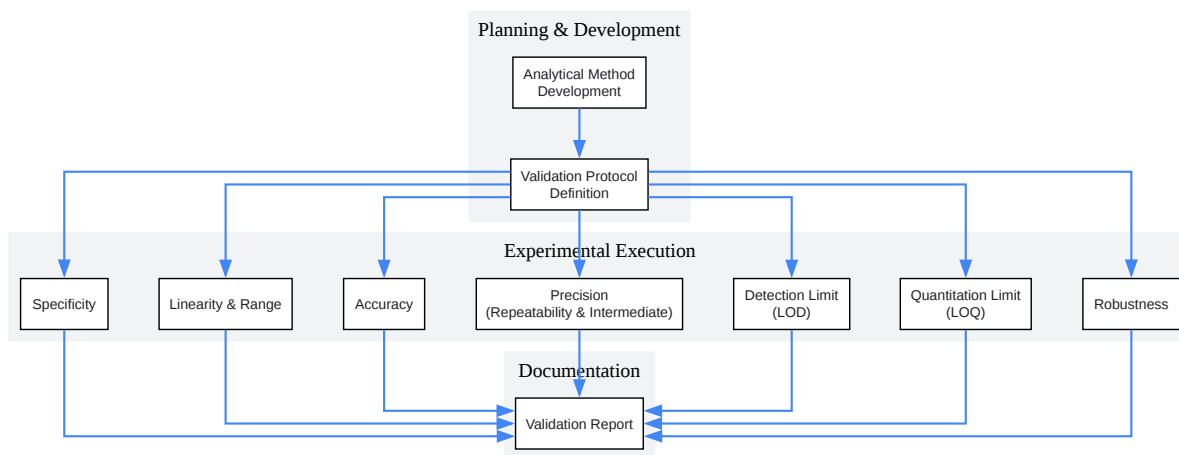 Planning & Development
Analytical Method
Development
Validation Protocol
Definition
Experimental Execution
Specificity
Linearity & Range
Accuracy
Precision
(Repeatability & Intermediate)
Detection Limit
(LOD)
Quantitation Limit
(LOQ)
Robustness
Documentation
Validation Report